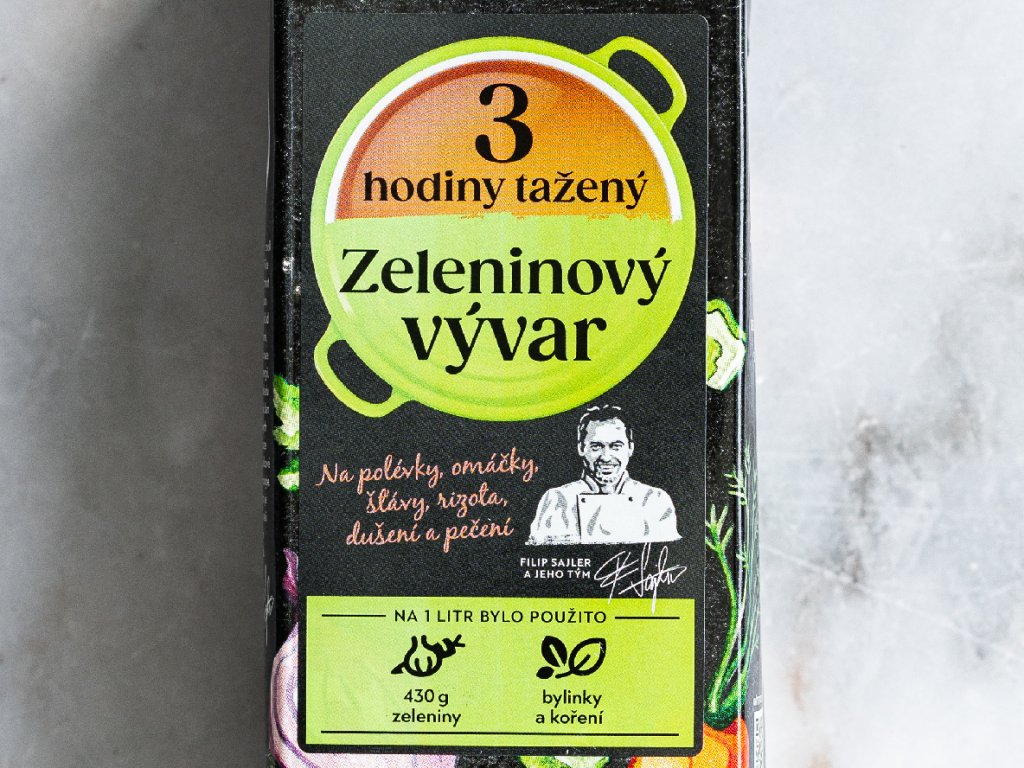 3
hodiny tažený
Zeleninový
vývar
Na polévky, omáčky,
šťávy, rizota,
dušení a pečení
FILIP SAJLER
A JEHO TÝM
NA 1 LITR BYLO POUŽITO
430 g
zeleniny
bylinky
a koření